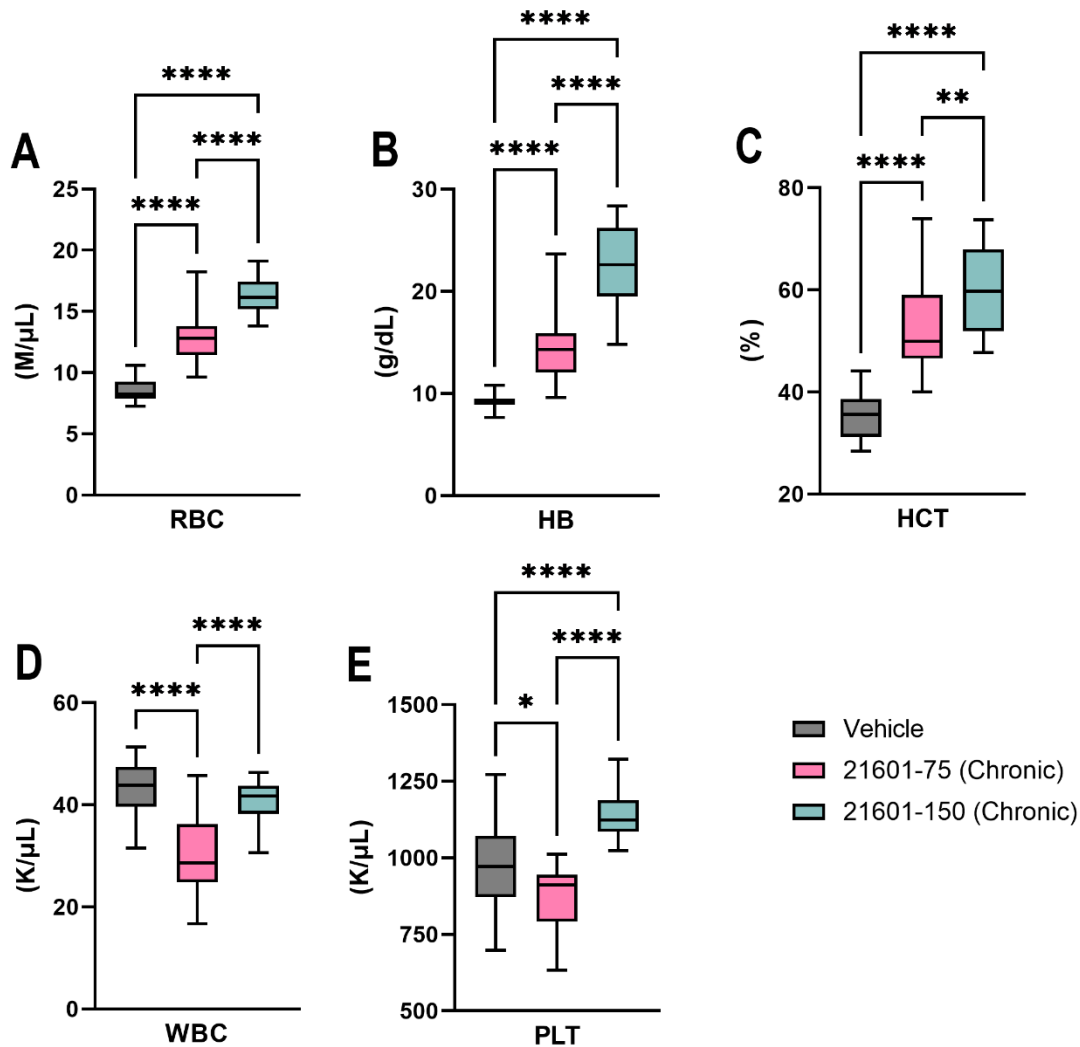 A
****
****
****
(M/µL)
25
20
15
10
5
0
RBC
B
****
****
****
(g/dL)
30
20
10
0
HB
C
****
**
****
(%)
80
60
40
20
HCT
D
****
****
(K/µL)
60
40
20
0
WBC
E
****
****
*
(K/µL)
1500
1250
1000
750
500
PLT
Vehicle
21601-75 (Chronic)
21601-150 (Chronic)